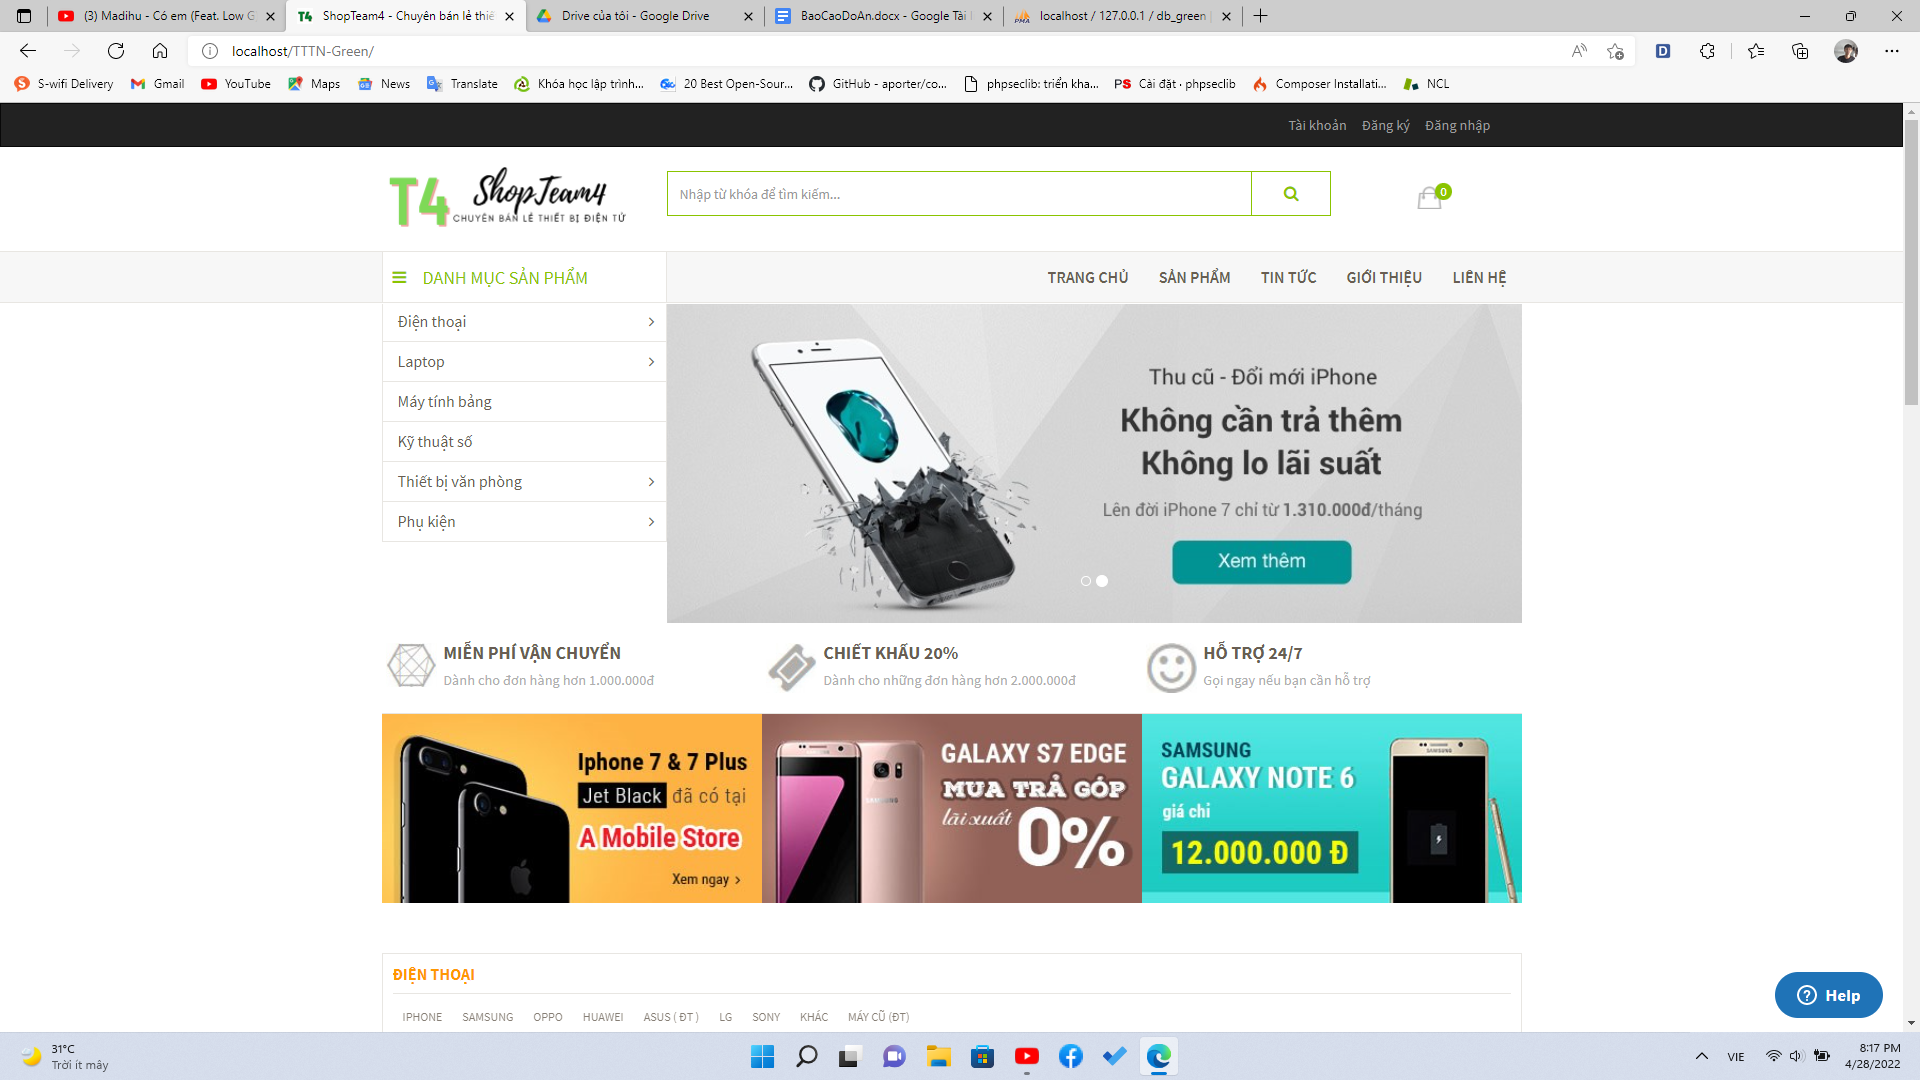 (3) Madihu - Có em (Feat. Low G
ShopTeam4 - Chuyên bán lẻ thiế
Drive của tôi - Google Drive
BaoCaoDoAn.docx - Google Tài l
localhost / 127.0.0.1 / db_green
localhost/TTTN-Green/
S-wifi Delivery
Gmail
YouTube
Maps
News
Translate
Khóa học lập trình...
20 Best Open-Sour...
GitHub - aporter/co...
phpseclib: triển kha...
Cài đặt · phpseclib
Composer Installati...
NCL
Tài khoản Đăng ký Đăng nhập
T4 ShopTeam4
CHUYÊN BÁN LẺ THIẾT BỊ ĐIỆN TỬ
Nhập từ khóa để tìm kiếm...
0
DANH MỤC SẢN PHẨM
TRANG CHỦ SẢN PHẨM TIN TỨC GIỚI THIỆU LIÊN HỆ
Điện thoại
Laptop
Máy tính bảng
Kỹ thuật số
Thiết bị văn phòng
Phụ kiện
Thu cũ - Đổi mới iPhone
Không cần trả thêm
Không lo lãi suất
Lên đời iPhone 7 chỉ từ 1.310.000đ/tháng
Xem thêm
MIỄN PHÍ VẬN CHUYỂN
Dành cho đơn hàng hơn 1.000.000đ
CHIẾT KHẤU 20%
Dành cho những đơn hàng hơn 2.000.000đ
HỖ TRỢ 24/7
Gọi ngay nếu bạn cần hỗ trợ
Iphone 7 & 7 Plus
Jet Black đã có tại
A Mobile Store
Xem ngay
GALAXY S7 EDGE
MUA TRẢ GÓP
lãi xuất
0%
SAMSUNG
GALAXY NOTE 6
giá chỉ
12.000.000 Đ
ĐIỆN THOẠI
IPHONE SAMSUNG OPPO HUAWEI ASUS ( ĐT ) LG SONY KHÁC MÁY CŨ (ĐT)
Help
31°C
Trời ít mây
VIE
8:17 PM
4/28/2022